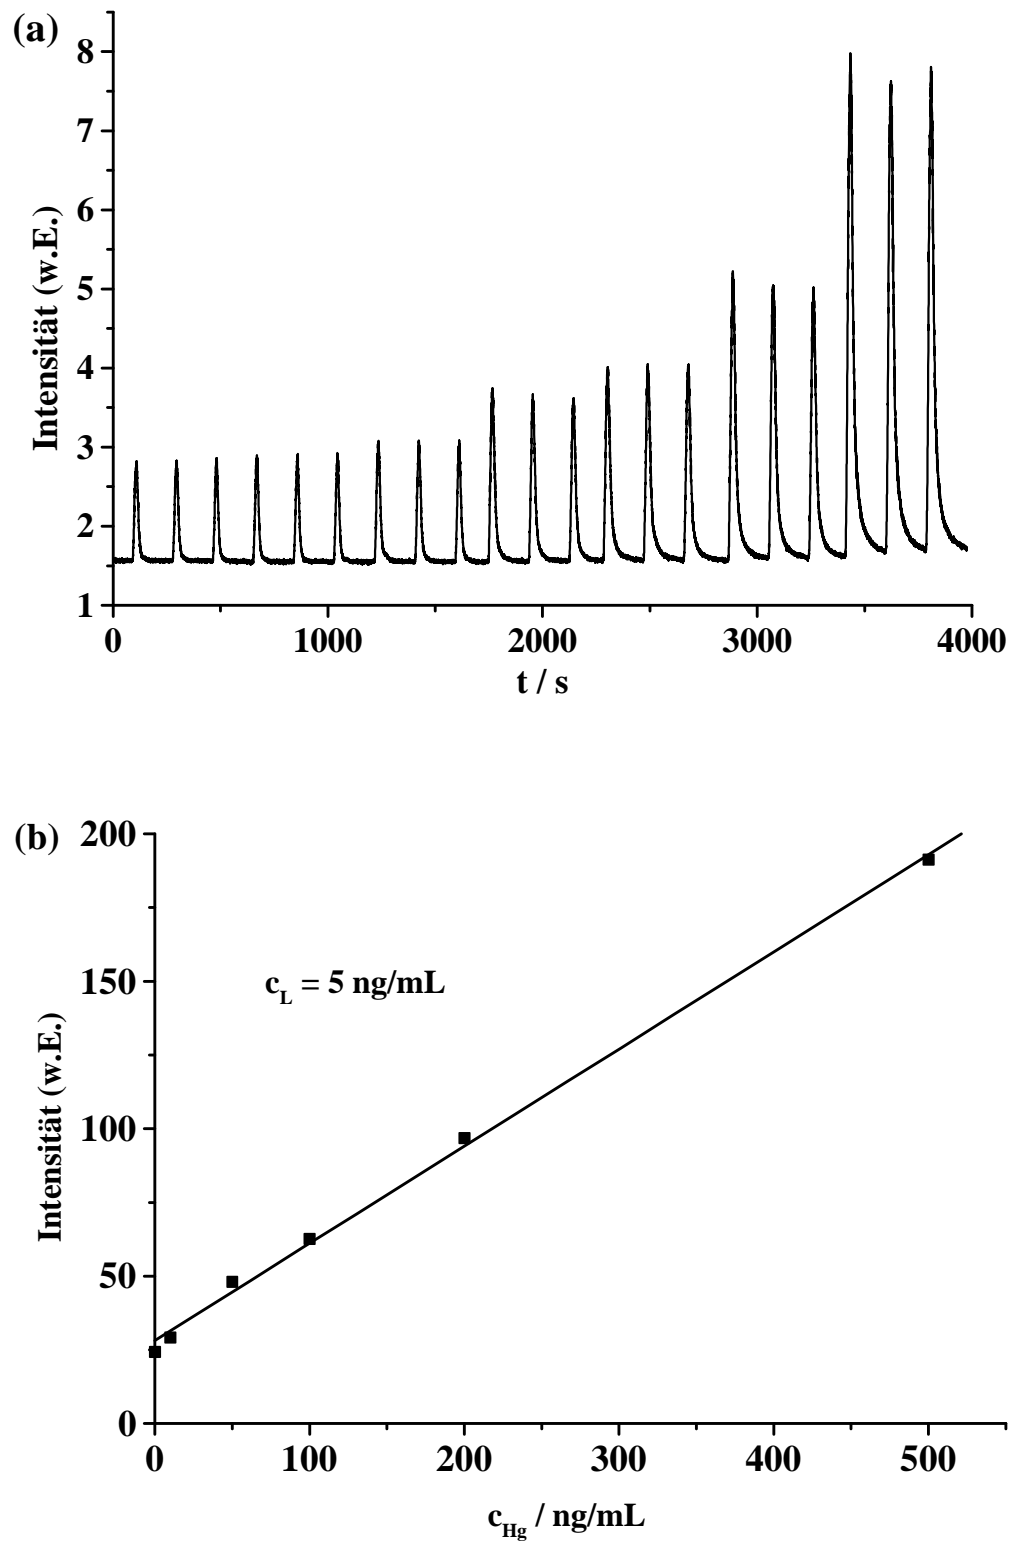 (a)
8
7
6
5
4
3
2
1
Intensität (w.E.)
0 1000 2000 3000 4000
t / s
(b)
200
150
100
50
0
Intensität (w.E.)
c_L = 5 ng/mL
0 100 200 300 400 500
c_Hg / ng/mL